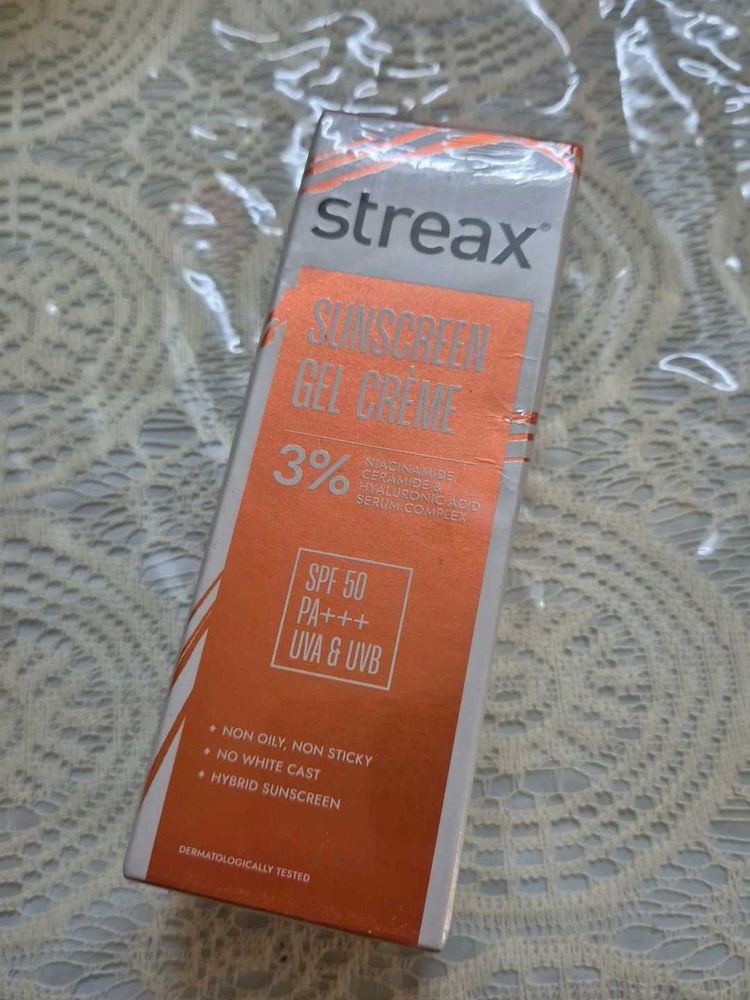 streax®
SUNSCREEN
GEL CRÈME
3%
NIACINAMIDE,
CERAMIDE &
HYALURONIC ACID
SERUM COMPLEX
SPF 50
PA+++
UVA & UVB
NON OILY, NON STICKY
NO WHITE CAST
HYBRID SUNSCREEN
DERMATOLOGICALLY TESTED